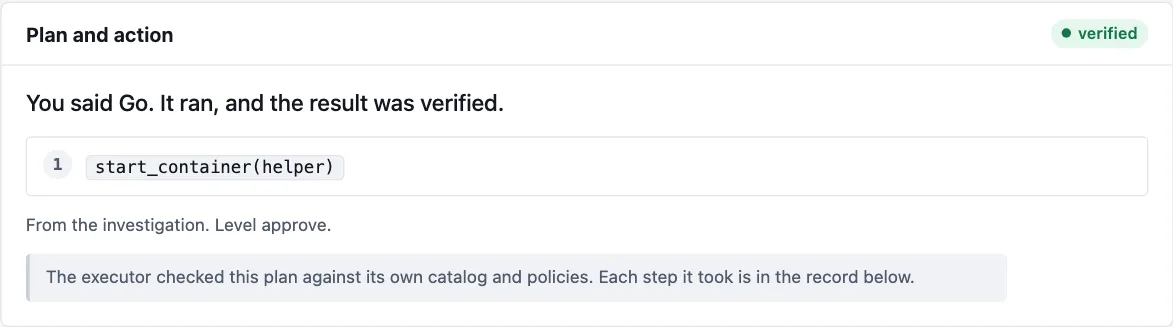 Plan and action
verified
You said Go. It ran, and the result was verified.
1
start_container(helper)
From the investigation. Level approve.
The executor checked this plan against its own catalog and policies. Each step it took is in the record below.